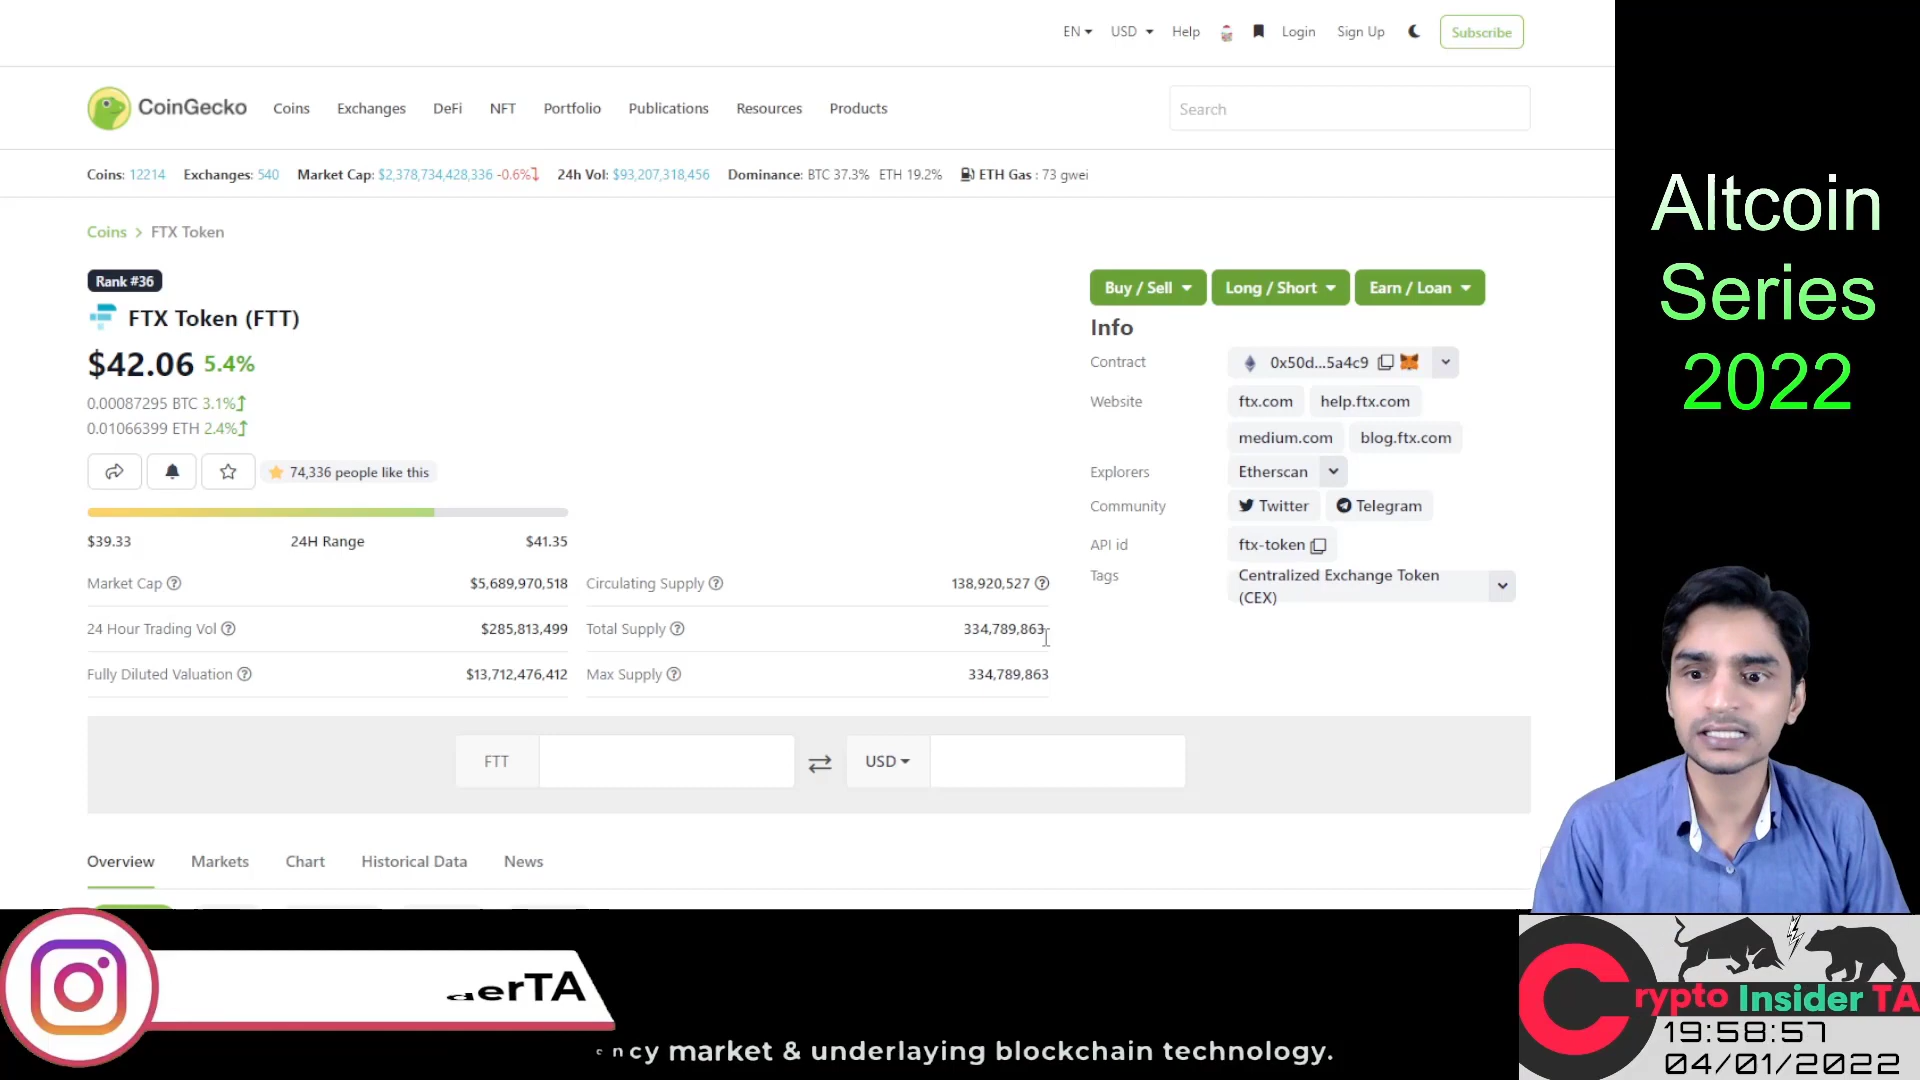 EN USD Help Login Sign Up Subscribe
CoinGecko Coins Exchanges DeFi NFT Portfolio Publications Resources Products Search
Coins: 12214 Exchanges: 540 Market Cap: $2,378,734,428,336 -0.6% 24h Vol: $93,207,318,456 Dominance: BTC 37.3% ETH 19.2% ETH Gas : 73 gwei
Coins > FTX Token
Rank #36
FTX Token (FTT)
$42.06 5.4%
0.00087295 BTC 3.1%
0.01066399 ETH 2.4%
74,336 people like this
$39.33 24H Range $41.35
Market Cap $5,689,970,518 Circulating Supply 138,920,527
24 Hour Trading Vol $285,813,499 Total Supply 334,789,863
Fully Diluted Valuation $13,712,476,412 Max Supply 334,789,863
Buy / Sell Long / Short Earn / Loan
Info
Contract 0x50d...5a4c9
Website ftx.com help.ftx.com
medium.com blog.ftx.com
Explorers Etherscan
Community Twitter Telegram
API id ftx-token
Tags Centralized Exchange Token
(CEX)
FTT USD
Overview Markets Chart Historical Data News
Altcoin
Series
2022
erTA
ncy market & underlaying blockchain technology.
Crypto Insider TA
19:58:57
04/01/2022